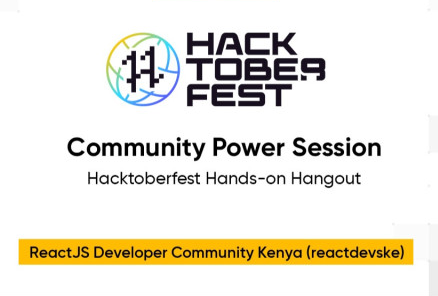 HACK
TOBER
FEST
Community Power Session
Hacktoberfest Hands-on Hangout
ReactJS Developer Community Kenya (reactdevske)